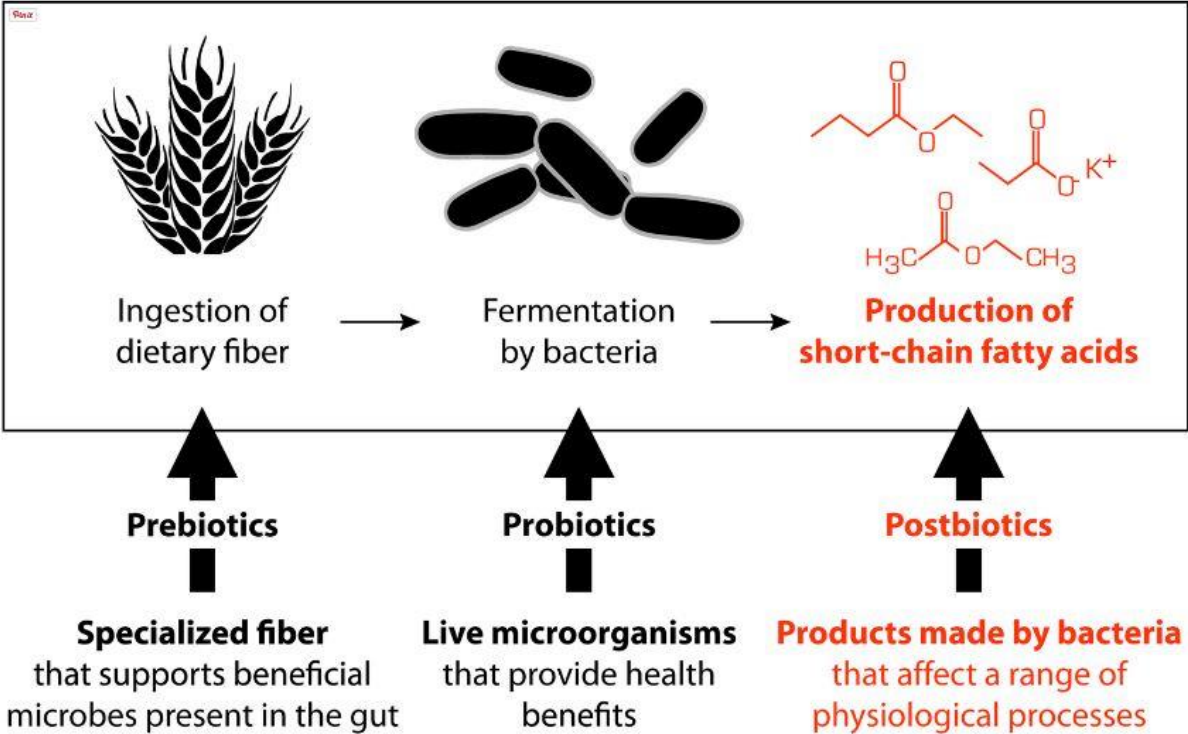 Pin it
O
O
O
O⁻ K⁺
O
H₃C O CH₃
Ingestion of
dietary fiber
Fermentation
by bacteria
Production of
short-chain fatty acids
Prebiotics
Probiotics
Postbiotics
Specialized fiber
that supports beneficial
microbes present in the gut
Live microorganisms
that provide health
benefits
Products made by bacteria
that affect a range of
physiological processes